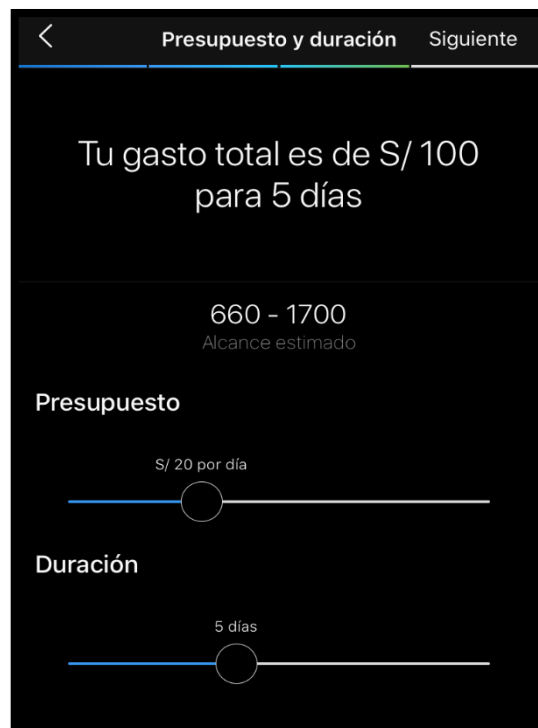 Presupuesto y duración Siguiente
Tu gasto total es de S/ 100
para 5 días
660 - 1700
Alcance estimado
Presupuesto
S/ 20 por día
Duración
5 días